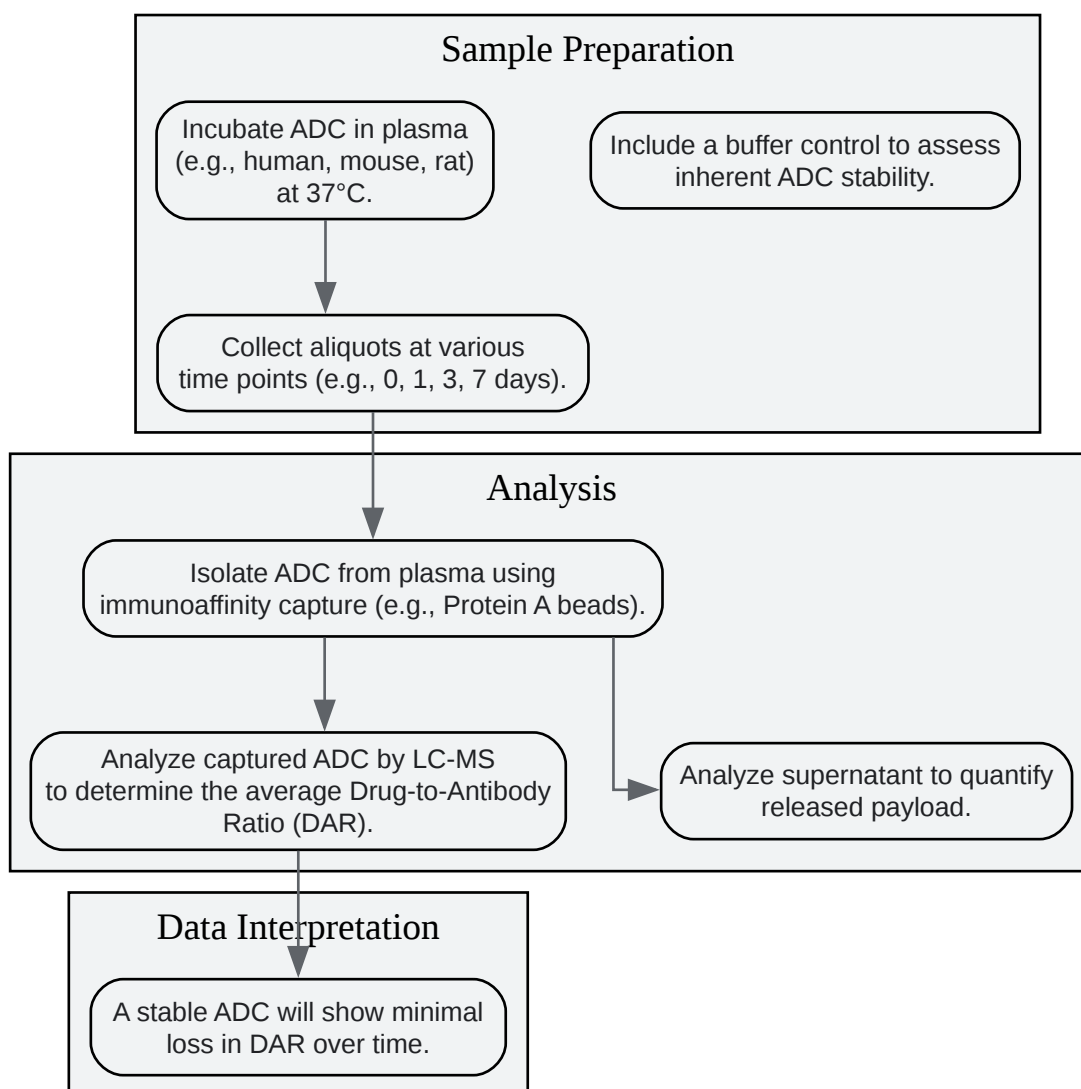 Sample Preparation
Incubate ADC in plasma
(e.g., human, mouse, rat)
at 37°C.
Include a buffer control to assess
inherent ADC stability.
Collect aliquots at various
time points (e.g., 0, 1, 3, 7 days).
Analysis
Isolate ADC from plasma using
immunoaffinity capture (e.g., Protein A beads).
Analyze captured ADC by LC-MS
to determine the average Drug-to-Antibody
Ratio (DAR).
Analyze supernatant to quantify
released payload.
Data Interpretation
A stable ADC will show minimal
loss in DAR over time.